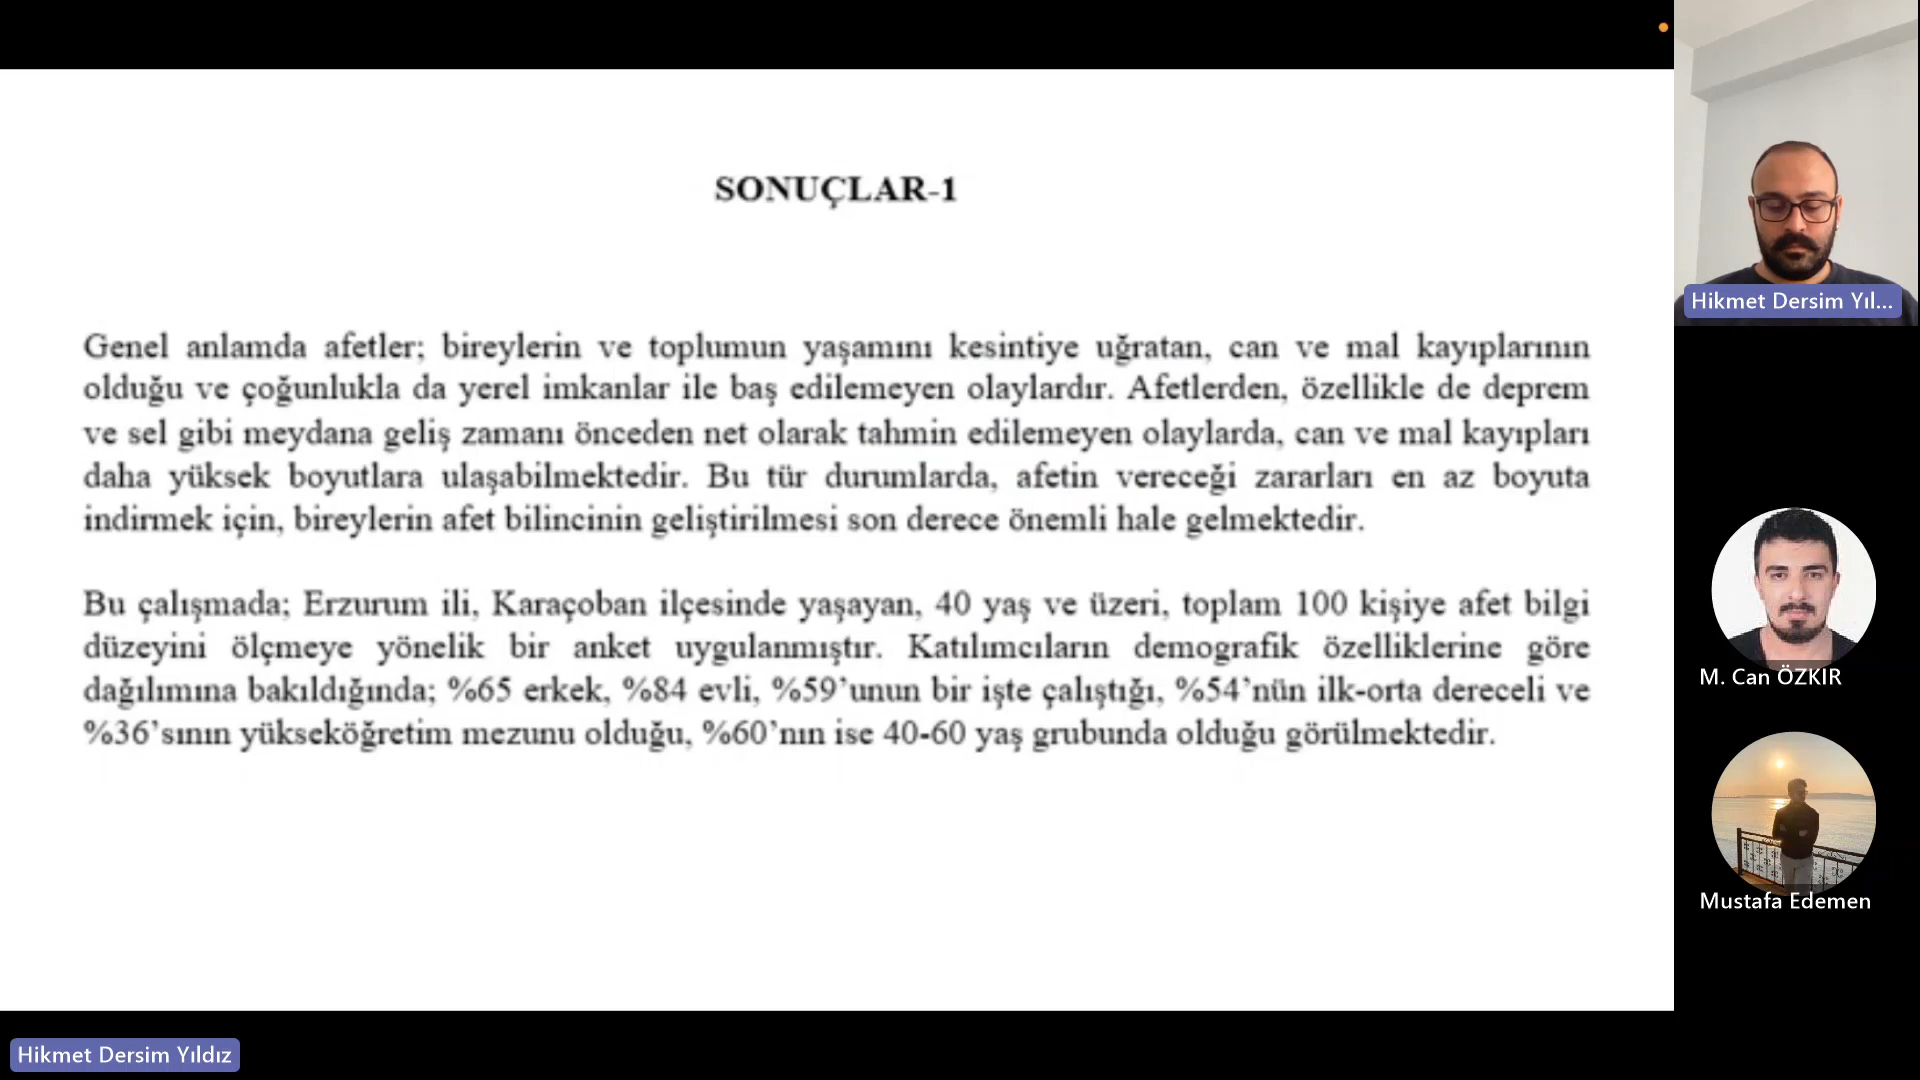 SONUÇLAR-1
Genel anlamda afetler; bireylerin ve toplumun yaşamını kesintiye uğratan, can ve mal kayıplarının
olduğu ve çoğunlukla da yerel imkanlar ile baş edilemeyen olaylardır. Afetlerden, özellikle de deprem
ve sel gibi meydana geliş zamanı önceden net olarak tahmin edilemeyen olaylarda, can ve mal kayıpları
daha yüksek boyutlara ulaşabilmektedir. Bu tür durumlarda, afetin vereceği zararları en az boyuta
indirmek için, bireylerin afet bilincinin geliştirilmesi son derece önemli hale gelmektedir.
Bu çalışmada; Erzurum ili, Karaçoban ilçesinde yaşayan, 40 yaş ve üzeri, toplam 100 kişiye afet bilgi
düzeyini ölçmeye yönelik bir anket uygulanmıştır. Katılımcıların demografik özelliklerine göre
dağılımına bakıldığında; %65 erkek, %84 evli, %59’unun bir işte çalıştığı, %54’nün ilk-orta dereceli ve
%36’sının yükseköğretim mezunu olduğu, %60’nın ise 40-60 yaş grubunda olduğu görülmektedir.
Hikmet Dersim Yıl...
M. Can ÖZKIR
Mustafa Edemen
Hikmet Dersim Yıldız